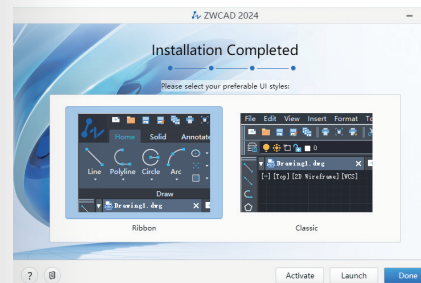 ZWCAD 2024
Installation Completed
Please select your preferable UI styles:
Home Solid Annotate
Line Polyline Circle Arc
Draw
Drawing1.dwg
Ribbon
File Edit View Insert Format To
0
Drawing1.dwg
[-] [Top] [2D Wireframe] [WCS]
Classic
?
Activate Launch Done